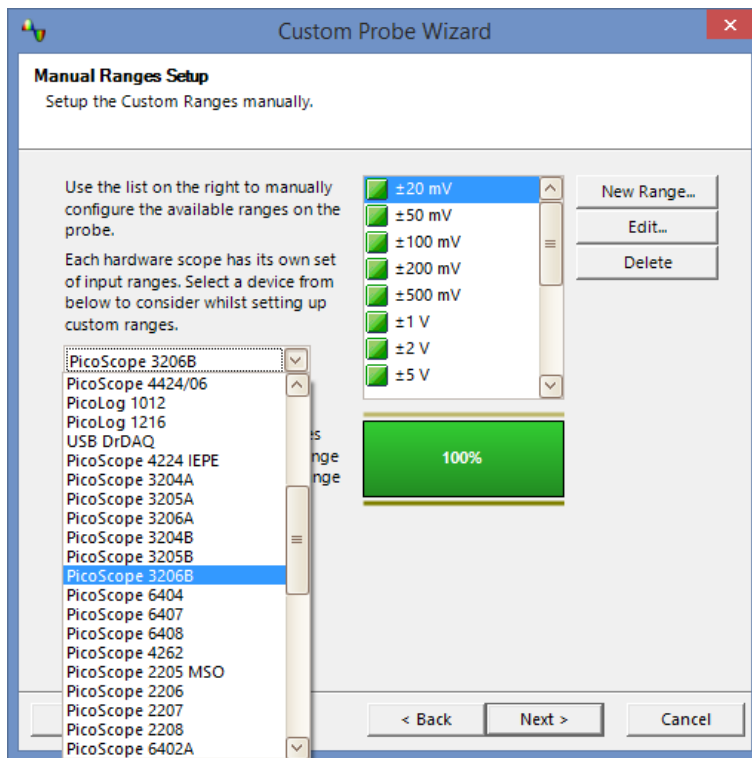 Custom Probe Wizard
Manual Ranges Setup
Setup the Custom Ranges manually.
Use the list on the right to manually
configure the available ranges on the
probe.
Each hardware scope has its own set
of input ranges. Select a device from
below to consider whilst setting up
custom ranges.
PicoScope 3206B
PicoScope 4424/06
PicoLog 1012
PicoLog 1216
USB DrDAQ
PicoScope 4224 IEPE
PicoScope 3204A
PicoScope 3205A
PicoScope 3206A
PicoScope 3204B
PicoScope 3205B
PicoScope 3206B
PicoScope 6404
PicoScope 6407
PicoScope 6408
PicoScope 4262
PicoScope 2205 MSO
PicoScope 2206
PicoScope 2207
PicoScope 2208
PicoScope 6402A
±20 mV
±50 mV
±100 mV
±200 mV
±500 mV
±1 V
±2 V
±5 V
New Range...
Edit...
Delete
100%
< Back
Next >
Cancel